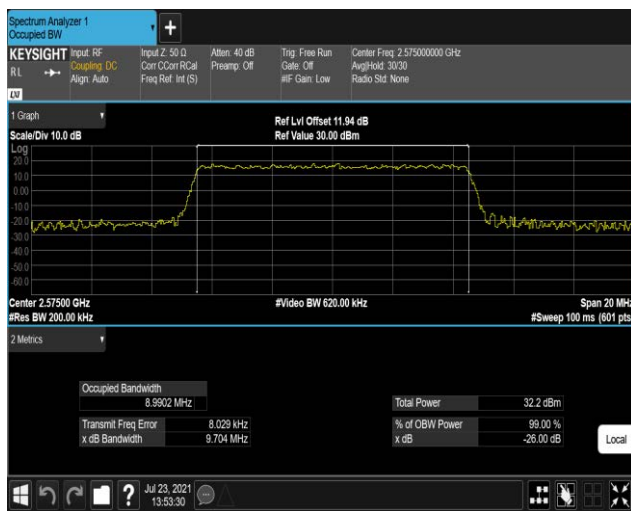 Spectrum Analyzer 1
Occupied BW
+
KEYSIGHT Input: RF Input Z: 50 Ω Atten: 40 dB Trig: Free Run Center Freq: 2.575000000 GHz
RL Coupling: DC Corr CCorr RCal Preamp: Off Gate: Off Avg|Hold: 30/30
Align: Auto Freq Ref: Int (S) #IF Gain: Low Radio Std: None
LXI
1 Graph
Ref Lvl Offset 11.94 dB
Scale/Div 10.0 dB Ref Value 30.00 dBm
Log
20.0
10.0
0.00
-10.0
-20.0
-30.0
-40.0
-50.0
-60.0
Center 2.57500 GHz #Video BW 620.00 kHz Span 20 MHz
#Res BW 200.00 kHz #Sweep 100 ms (601 pts)
2 Metrics
Occupied Bandwidth
8.9902 MHz Total Power 32.2 dBm
Transmit Freq Error 8.029 kHz % of OBW Power 99.00 %
x dB Bandwidth 9.704 MHz x dB -26.00 dB
Local
? Jul 23, 2021
13:53:30